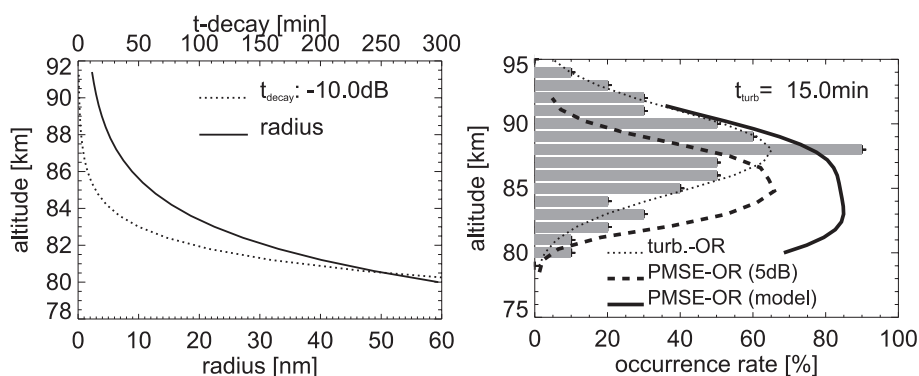 t-decay [min]
0 50 100 150 200 250 300
92
90
88
86
84
82
80
78
altitude [km]
t_decay: -10.0dB
radius
0 10 20 30 40 50 60
radius [nm]
95
90
85
80
75
altitude [km]
t_turb= 15.0min
turb.-OR
PMSE-OR (5dB)
PMSE-OR (model)
0 20 40 60 80 100
occurrence rate [%]